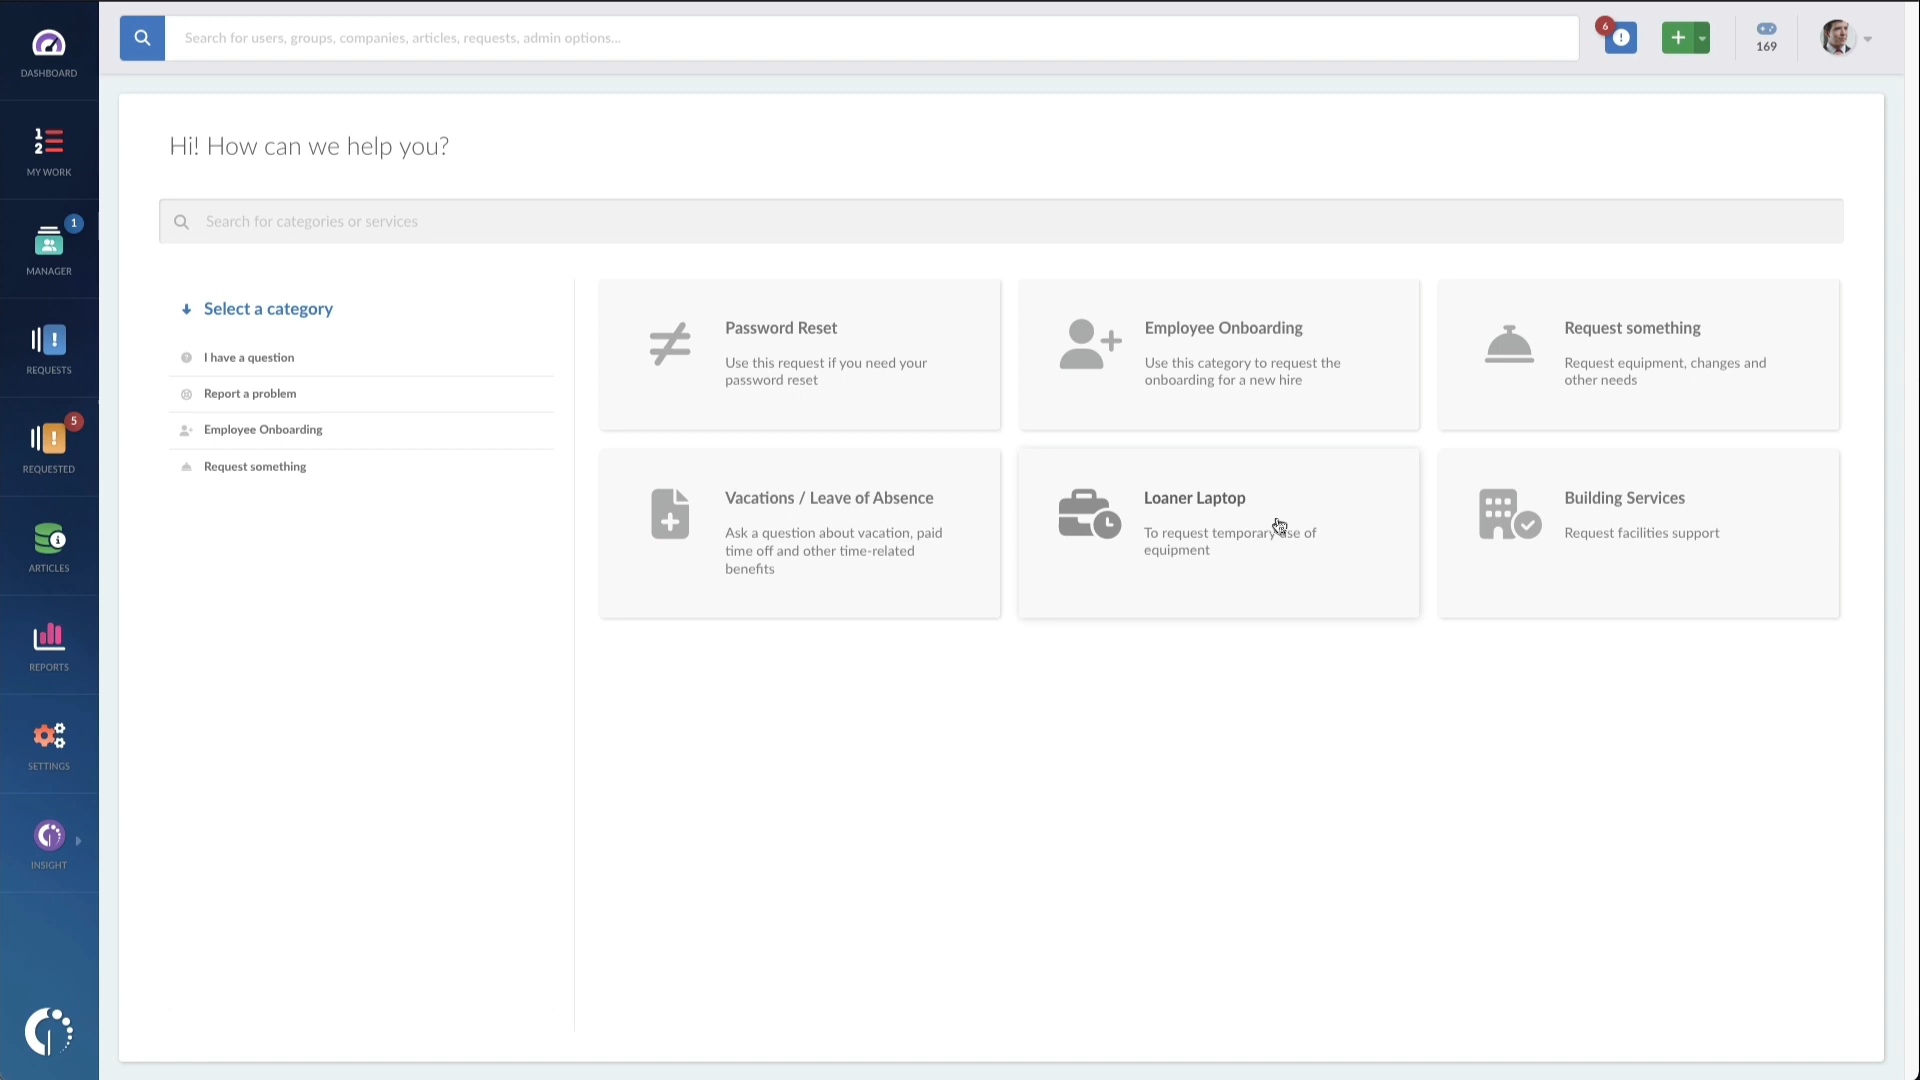 DASHBOARD
MY WORK
1
MANAGER
REQUESTS
5
REQUESTED
ARTICLES
REPORTS
SETTINGS
INSIGHT
Search for users, groups, companies, articles, requests, admin options...
6
169
Hi! How can we help you?
Search for categories or services
Select a category
I have a question
Report a problem
Employee Onboarding
Request something
Password Reset
Use this request if you need your
password reset
Employee Onboarding
Use this category to request the
onboarding for a new hire
Request something
Request equipment, changes and
other needs
Vacations / Leave of Absence
Ask a question about vacation, paid
time off and other time-related
benefits
Loaner Laptop
To request temporary use of
equipment
Building Services
Request facilities support